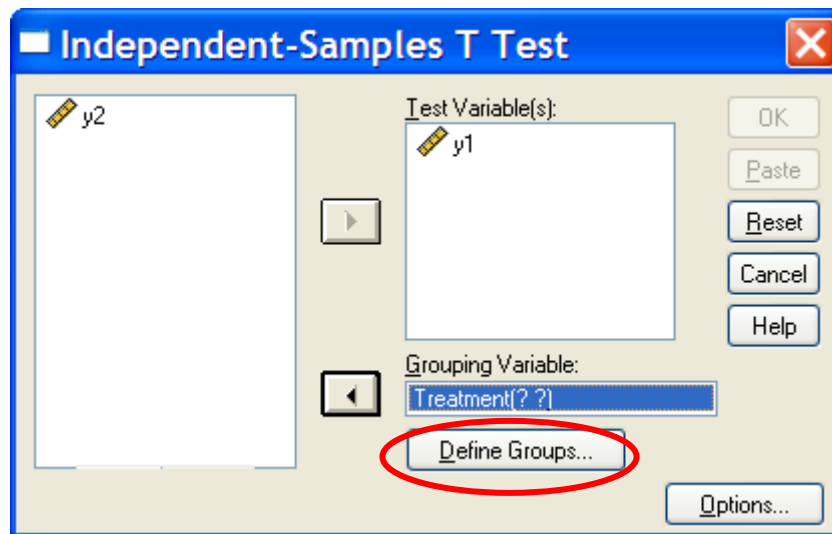 Independent-Samples T Test
y2
Test Variable(s):
y1
OK
Paste
Reset
Cancel
Help
Grouping Variable:
Treatment(? ?)
Define Groups...
Options...